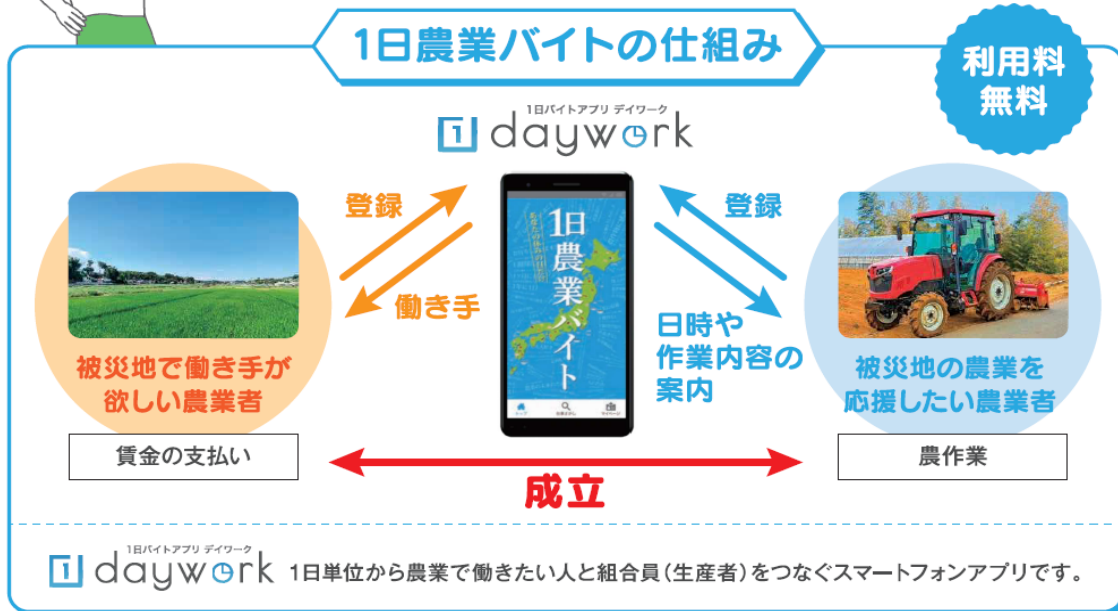 1日農業バイトの仕組み
利用料
無料
1日バイトアプリ デイワーク
1 daywork
登録
働き手
1日農業バイト
登録
日時や
作業内容の
案内
被災地で働き手が
欲しい農業者
賃金の支払い
被災地の農業を
応援したい農業者
農作業
成立
1日バイトアプリ デイワーク
1 daywork 1日単位から農業で働きたい人と組合員(生産者)をつなぐスマートフォンアプリです。